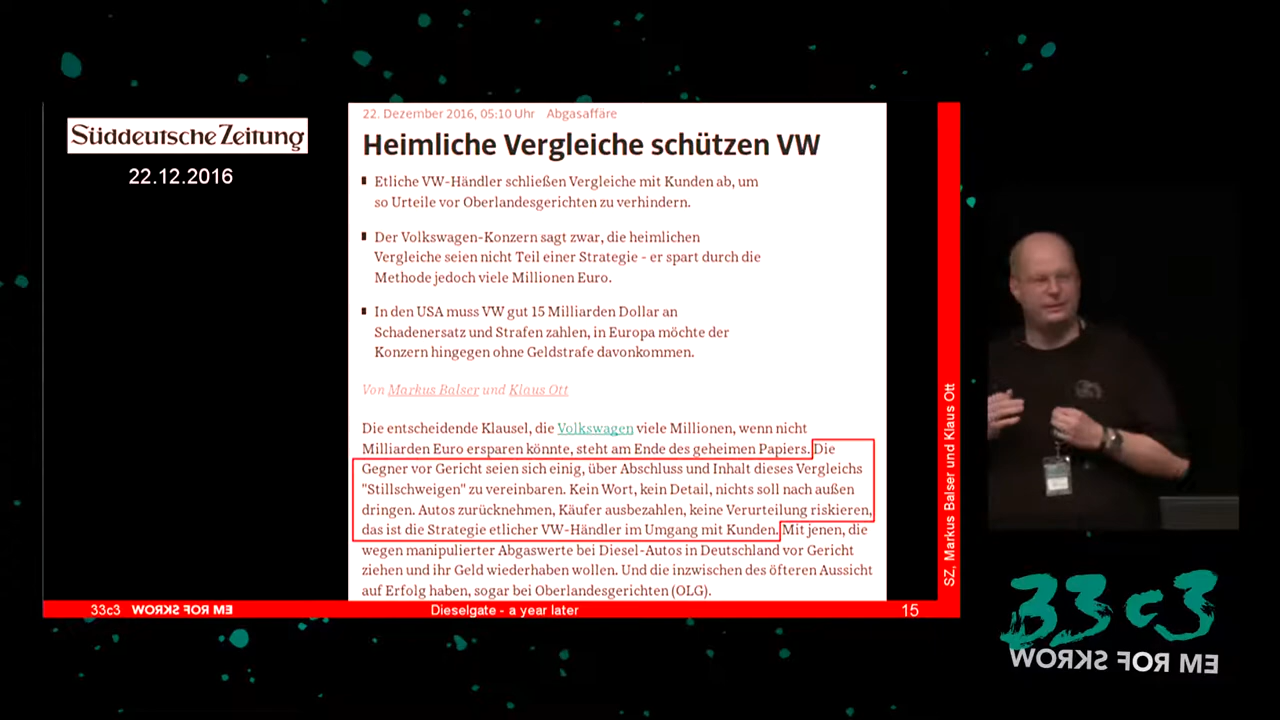 Süddeutsche Zeitung
22.12.2016
22. Dezember 2016, 05:10 Uhr Abgasaffäre
Heimliche Vergleiche schützen VW
Etliche VW-Händler schließen Vergleiche mit Kunden ab, um
so Urteile vor Oberlandesgerichten zu verhindern.
Der Volkswagen-Konzern sagt zwar, die heimlichen
Vergleiche seien nicht Teil einer Strategie - er spart durch die
Methode jedoch viele Millionen Euro.
In den USA muss VW gut 15 Milliarden Dollar an
Schadenersatz und Strafen zahlen, in Europa möchte der
Konzern hingegen ohne Geldstrafe davonkommen.
Von Markus Balser und Klaus Ott
Die entscheidende Klausel, die Volkswagen viele Millionen, wenn nicht
Milliarden Euro ersparen könnte, steht am Ende des geheimen Papiers. Die
Gegner vor Gericht seien sich einig, über Abschluss und Inhalt dieses Vergleichs
"Stillschweigen" zu vereinbaren. Kein Wort, kein Detail, nichts soll nach außen
dringen. Autos zurücknehmen, Käufer ausbezahlen, keine Verurteilung riskieren,
das ist die Strategie etlicher VW-Händler im Umgang mit Kunden. Mit jenen, die
wegen manipulierter Abgaswerte bei Diesel-Autos in Deutschland vor Gericht
ziehen und ihr Geld wiederhaben wollen. Und die inzwischen des öfteren Aussicht
auf Erfolg haben, sogar bei Oberlandesgerichten (OLG).
SZ, Markus Balser und Klaus Ott
33c3 WORKS FOR ME
Dieselgate - a year later
15
33c3
WORKS FOR ME